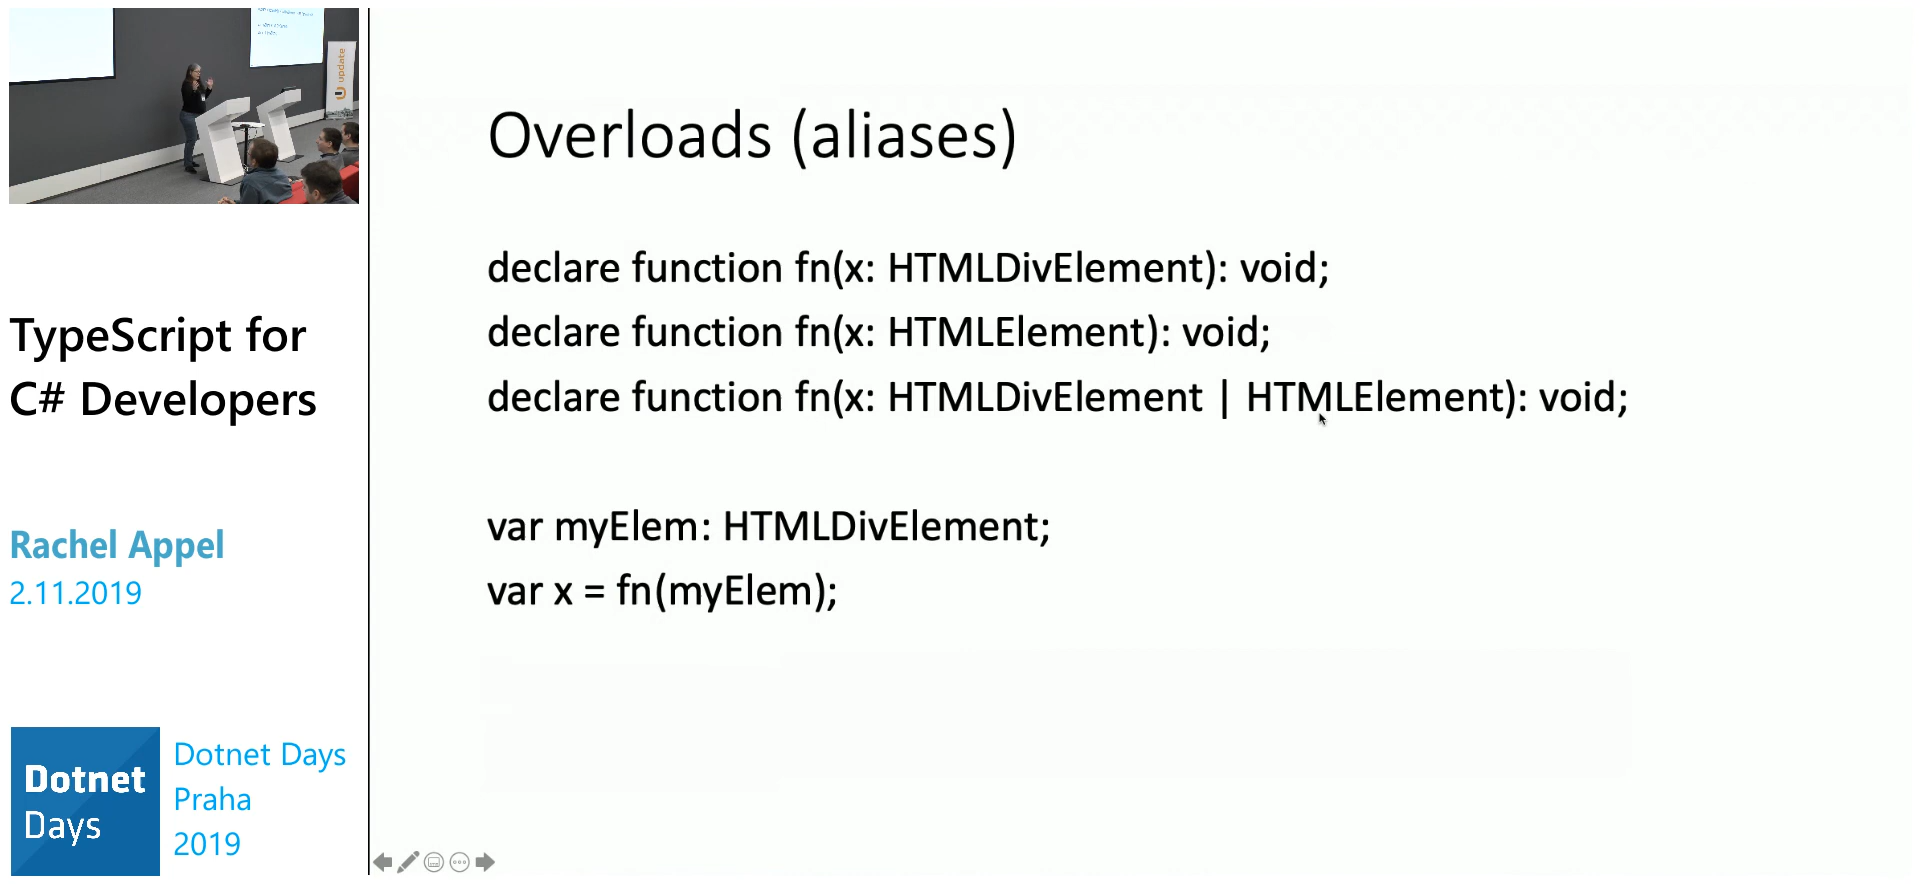 update
TypeScript for
C# Developers
Rachel Appel
2.11.2019
Dotnet
Days
Dotnet Days
Praha
2019
Overloads (aliases)
declare function fn(x: HTMLDivElement): void;
declare function fn(x: HTMLElement): void;
declare function fn(x: HTMLDivElement | HTMLElement): void;
var myElem: HTMLDivElement;
var x = fn(myElem);